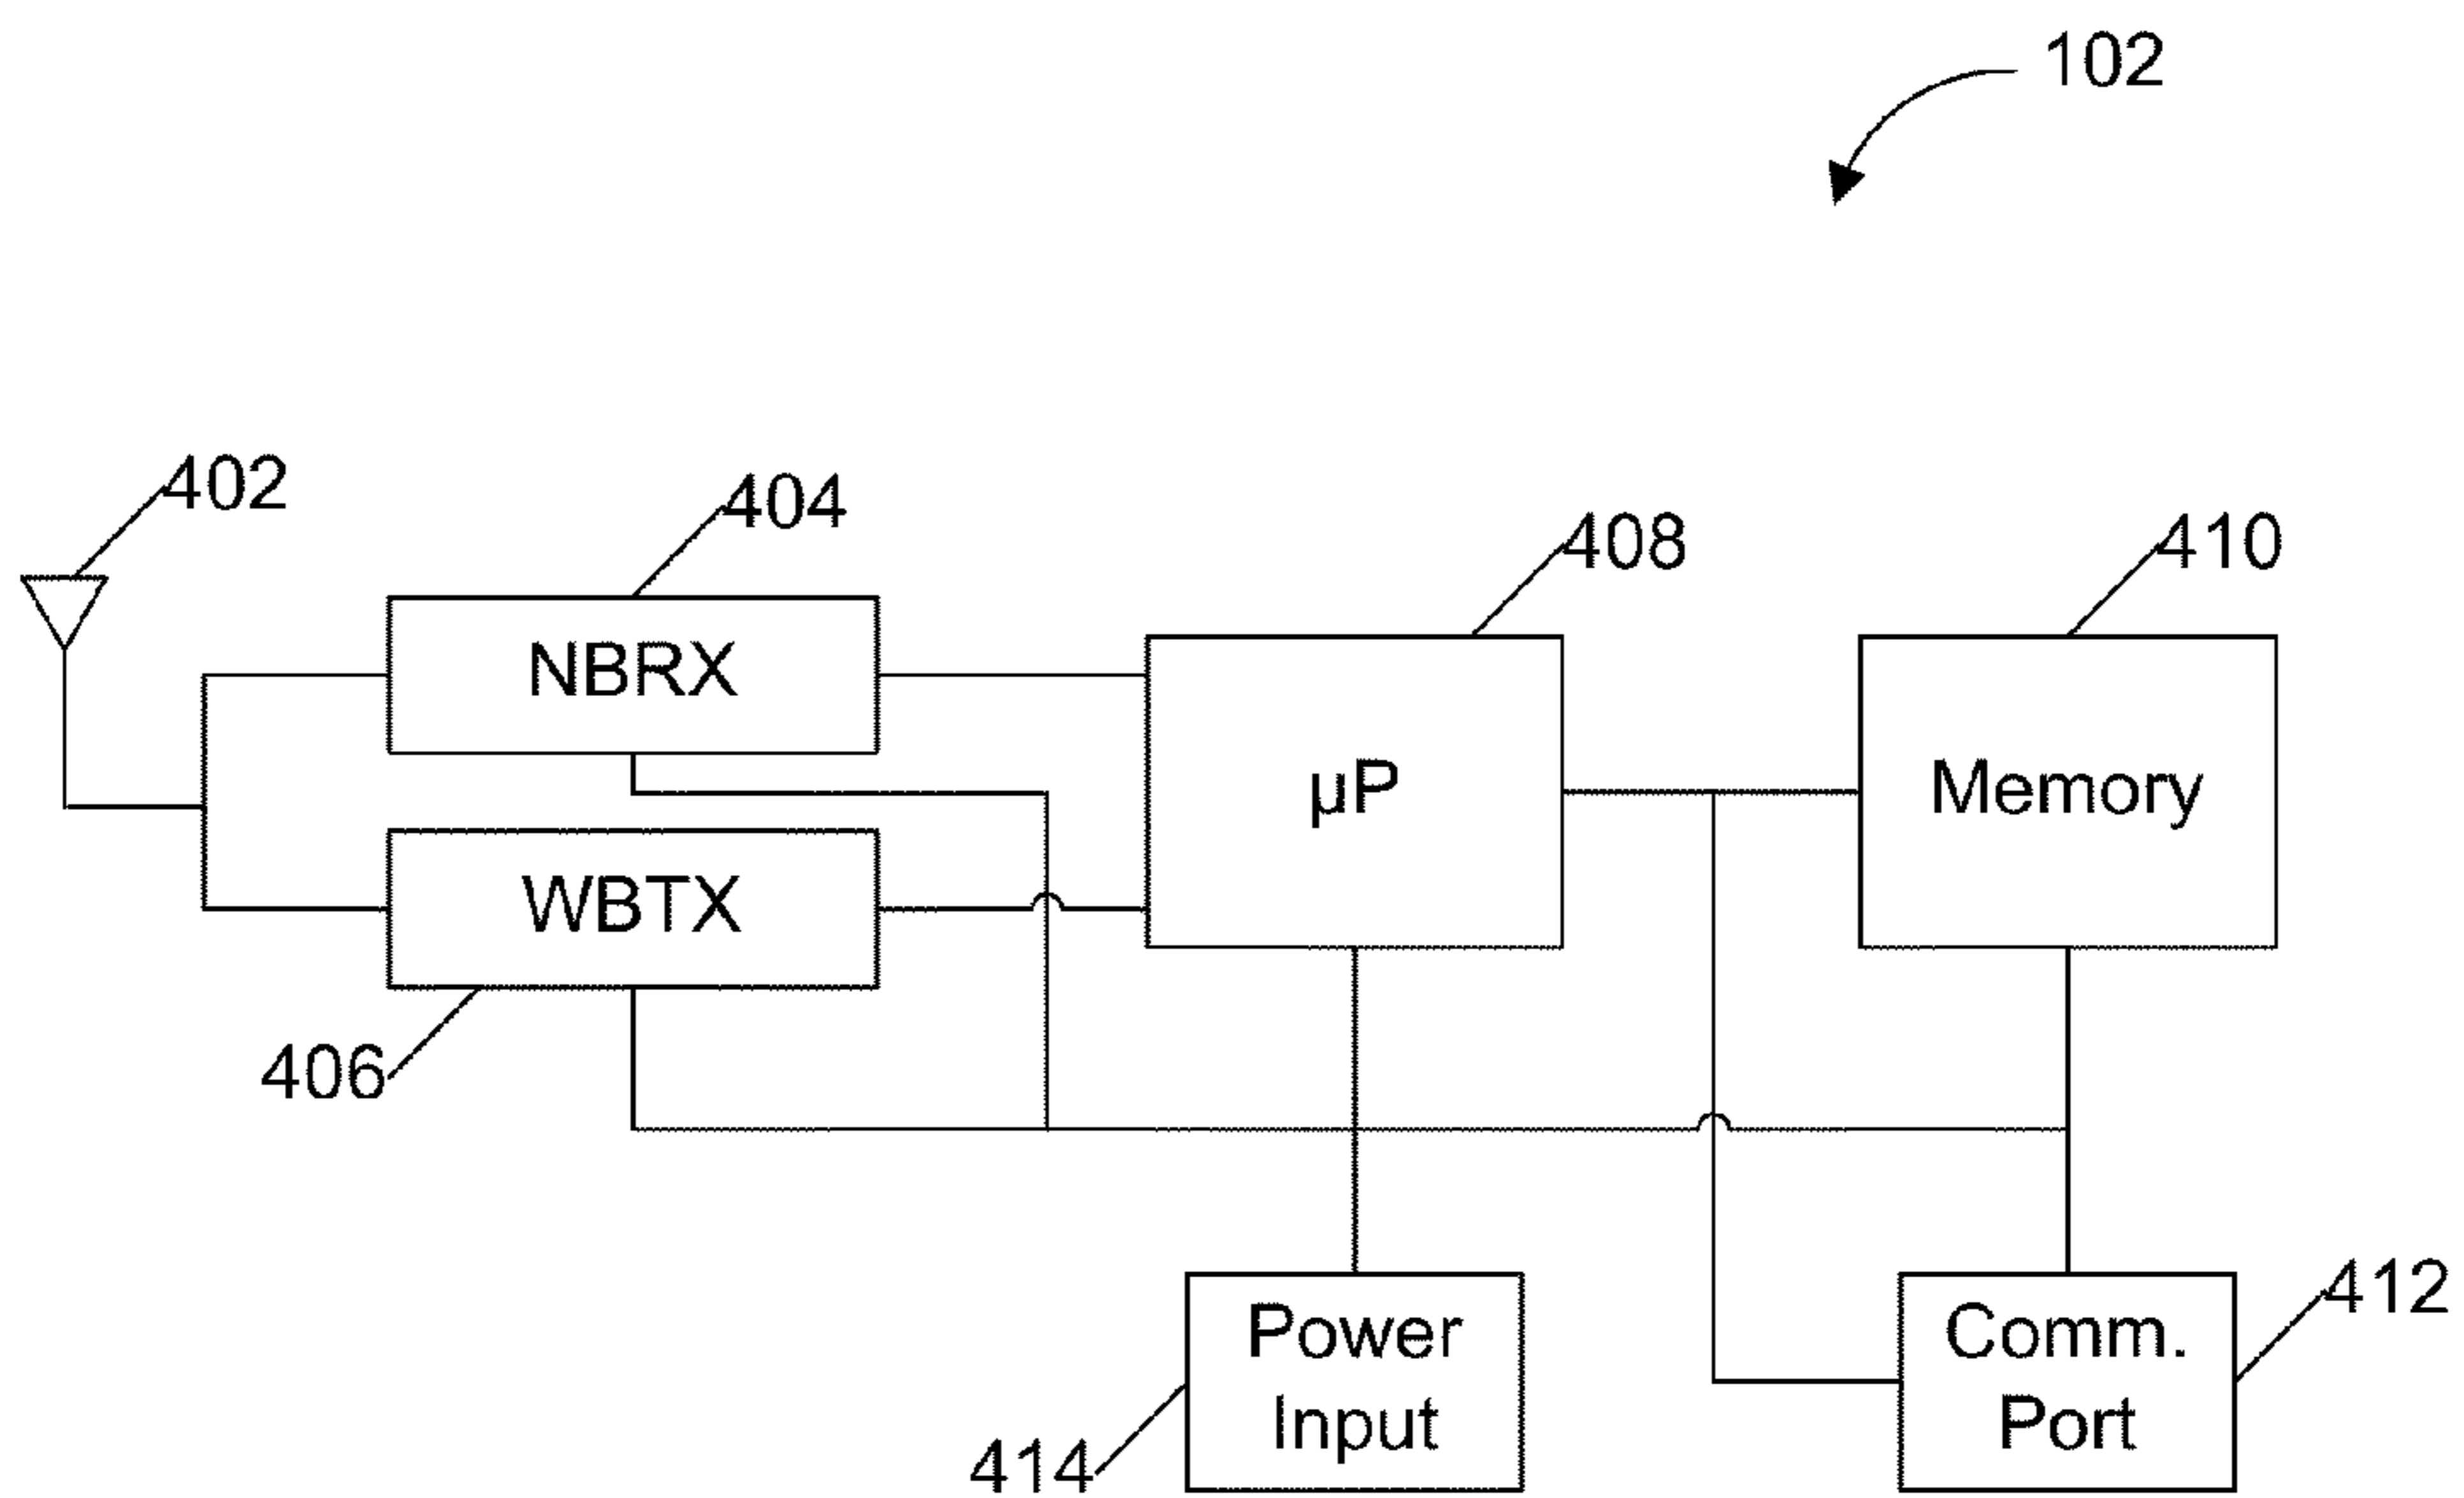 102
402
404
408
410
NBRX
µP
Memory
WBTX
406
412
Power
Input
Comm.
Port
414